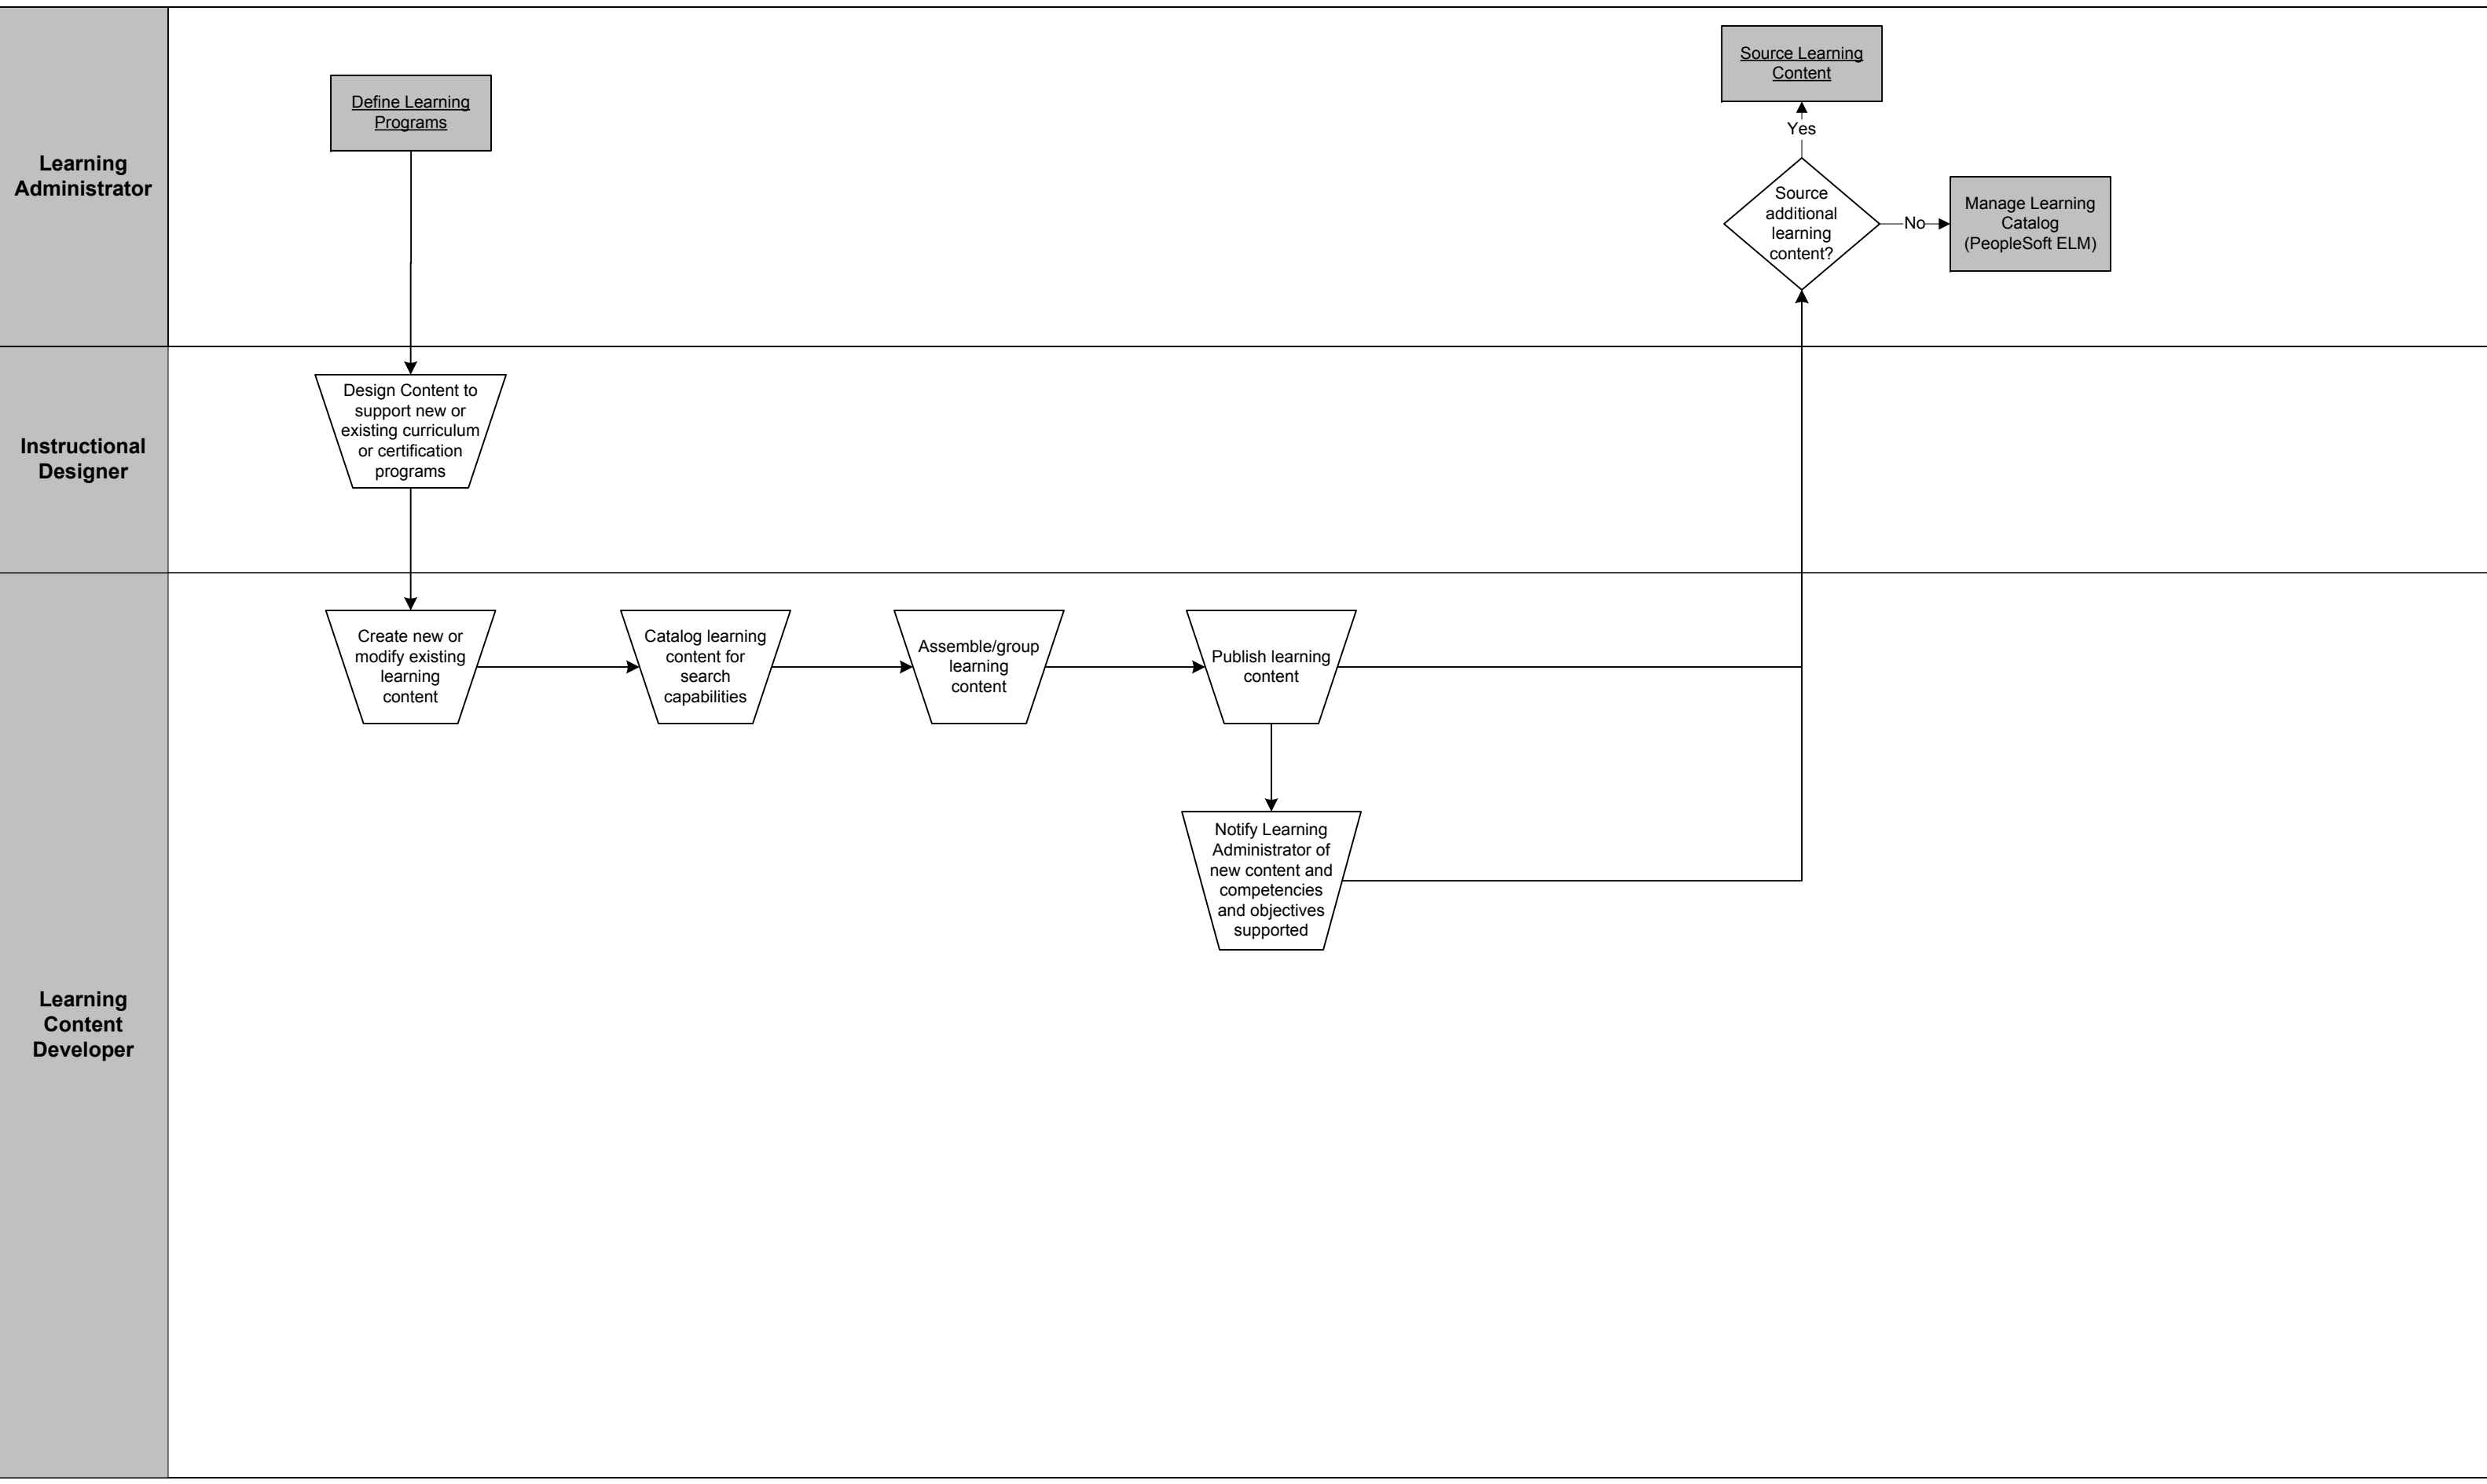 Learning
Administrator
Define Learning
Programs
Source Learning
Content
Yes
Source
additional
learning
content?
No
Manage Learning
Catalog
(PeopleSoft ELM)
Instructional
Designer
Design Content to
support new or
existing curriculum
or certification
programs
Learning
Content
Developer
Create new or
modify existing
learning
content
Catalog learning
content for
search
capabilities
Assemble/group
learning
content
Publish learning
content
Notify Learning
Administrator of
new content and
competencies
and objectives
supported